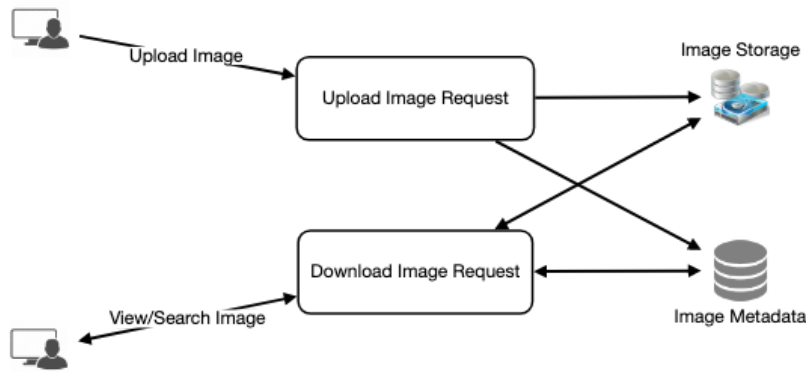 Upload Image
Image Storage
Upload Image Request
Download Image Request
View/Search Image
Image Metadata